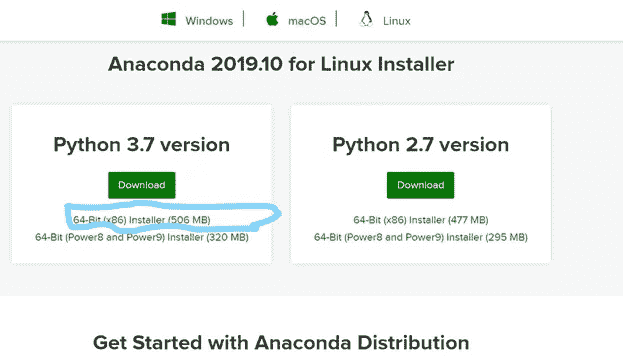 Windows macOS Linux
Anaconda 2019.10 for Linux Installer
Python 3.7 version
Download
64-Bit (x86) Installer (506 MB)
64-Bit (Power8 and Power9) Installer (320 MB)
Python 2.7 version
Download
64-Bit (x86) Installer (477 MB)
64-Bit (Power8 and Power9) Installer (295 MB)
Get Started with Anaconda Distribution